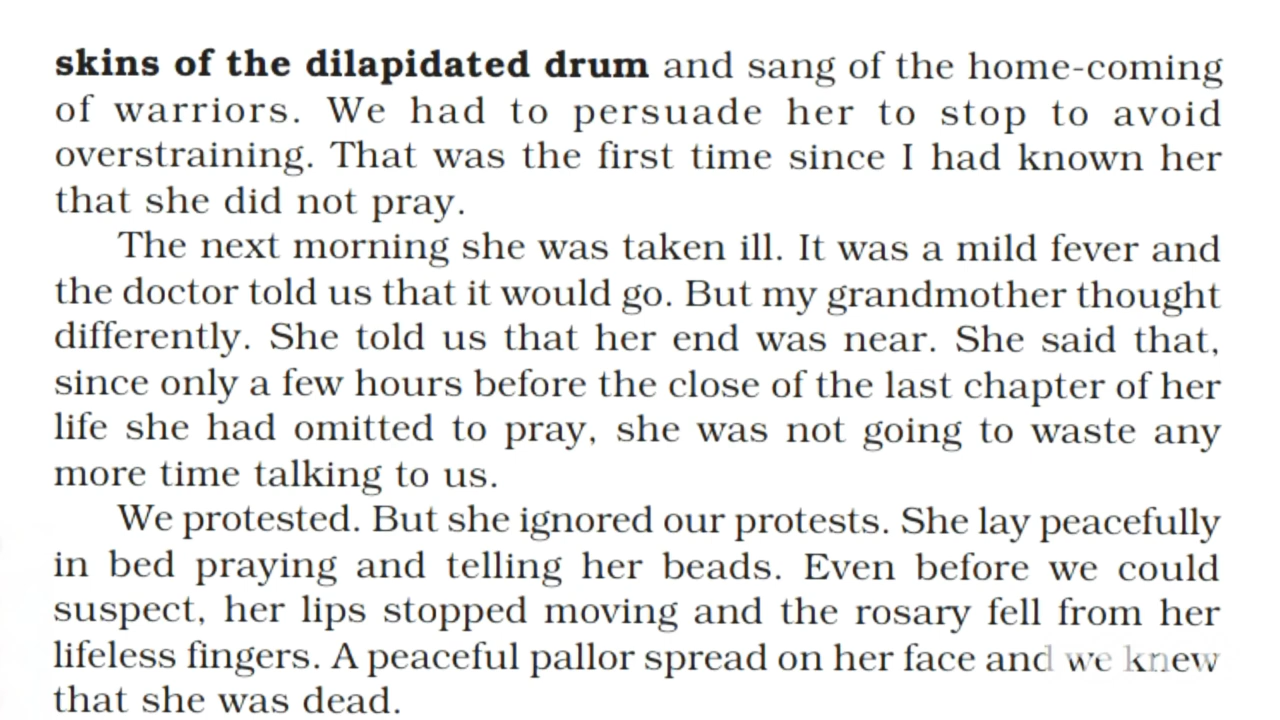 skins of the dilapidated drum and sang of the home-coming
of warriors. We had to persuade her to stop to avoid
overstraining. That was the first time since I had known her
that she did not pray.
The next morning she was taken ill. It was a mild fever and
the doctor told us that it would go. But my grandmother thought
differently. She told us that her end was near. She said that,
since only a few hours before the close of the last chapter of her
life she had omitted to pray, she was not going to waste any
more time talking to us.
We protested. But she ignored our protests. She lay peacefully
in bed praying and telling her beads. Even before we could
suspect, her lips stopped moving and the rosary fell from her
lifeless fingers. A peaceful pallor spread on her face and we knew
that she was dead.